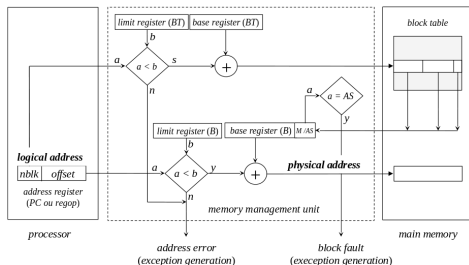 limit register (BT)
base register (BT)
block table
b
a
a < b
s
+
n
a
a = AS
y
limit register (B)
base register (B)
M /AS
b
logical address
nblk
offset
address register
(PC ou regop)
a
a < b
y
+
physical address
n
memory management unit
processor
address error
(exception generation)
block fault
(exeception generation)
main memory